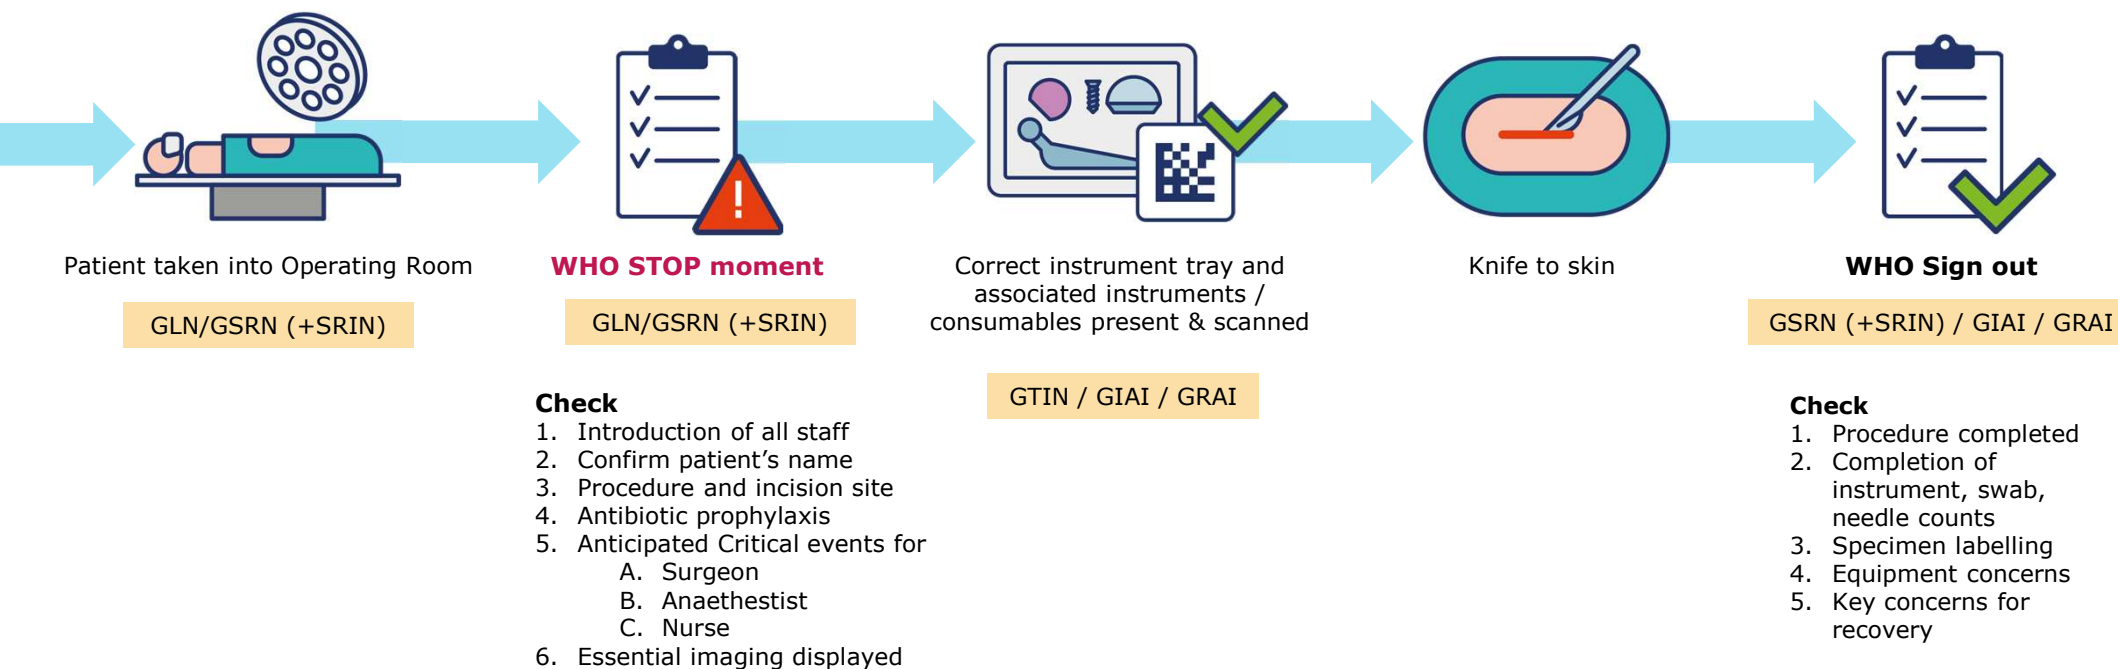 Patient taken into Operating Room
GLN/GSRN (+SRIN)
WHO STOP moment
GLN/GSRN (+SRIN)
Check
1. Introduction of all staff
2. Confirm patient’s name
3. Procedure and incision site
4. Antibiotic prophylaxis
5. Anticipated Critical events for
A. Surgeon
B. Anaethestist
C. Nurse
6. Essential imaging displayed
Correct instrument tray and
associated instruments /
consumables present & scanned
GTIN / GIAI / GRAI
Knife to skin
WHO Sign out
GSRN (+SRIN) / GIAI / GRAI
Check
1. Procedure completed
2. Completion of
instrument, swab,
needle counts
3. Specimen labelling
4. Equipment concerns
5. Key concerns for
recovery